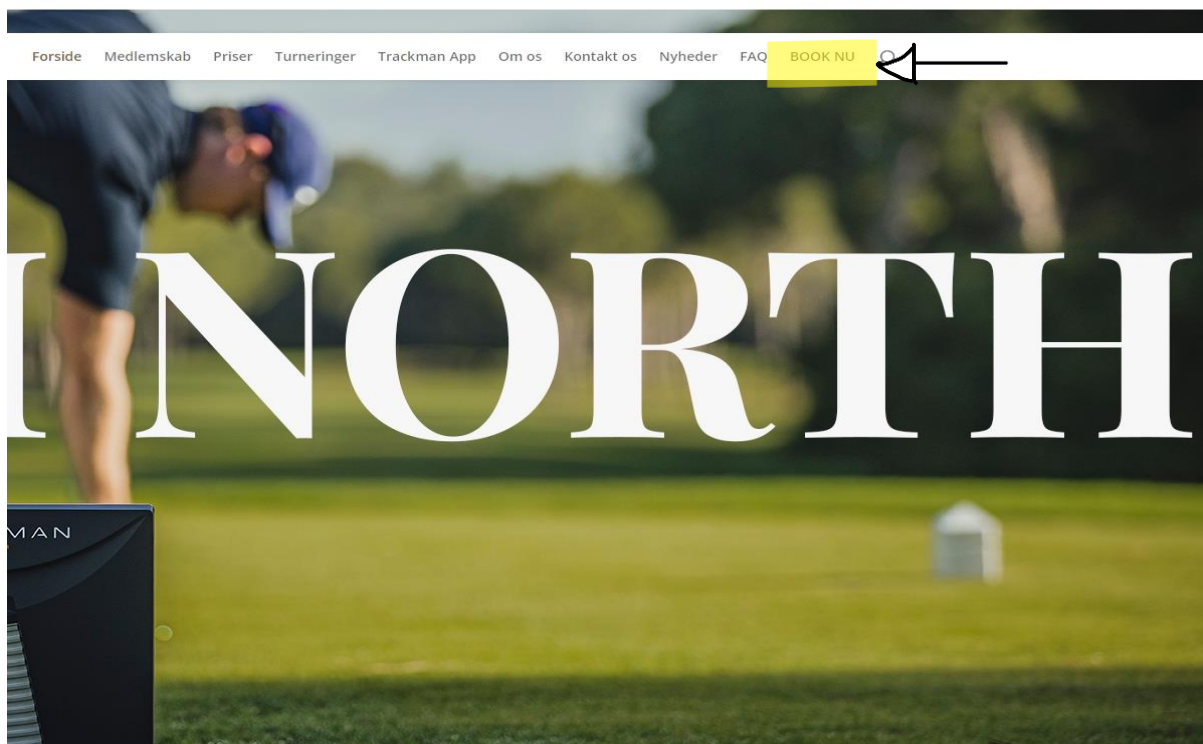 Forside Medlemskab Priser Turneringer Trackman App Om os Kontakt os Nyheder FAQ BOOK NU
NORTH
MAN